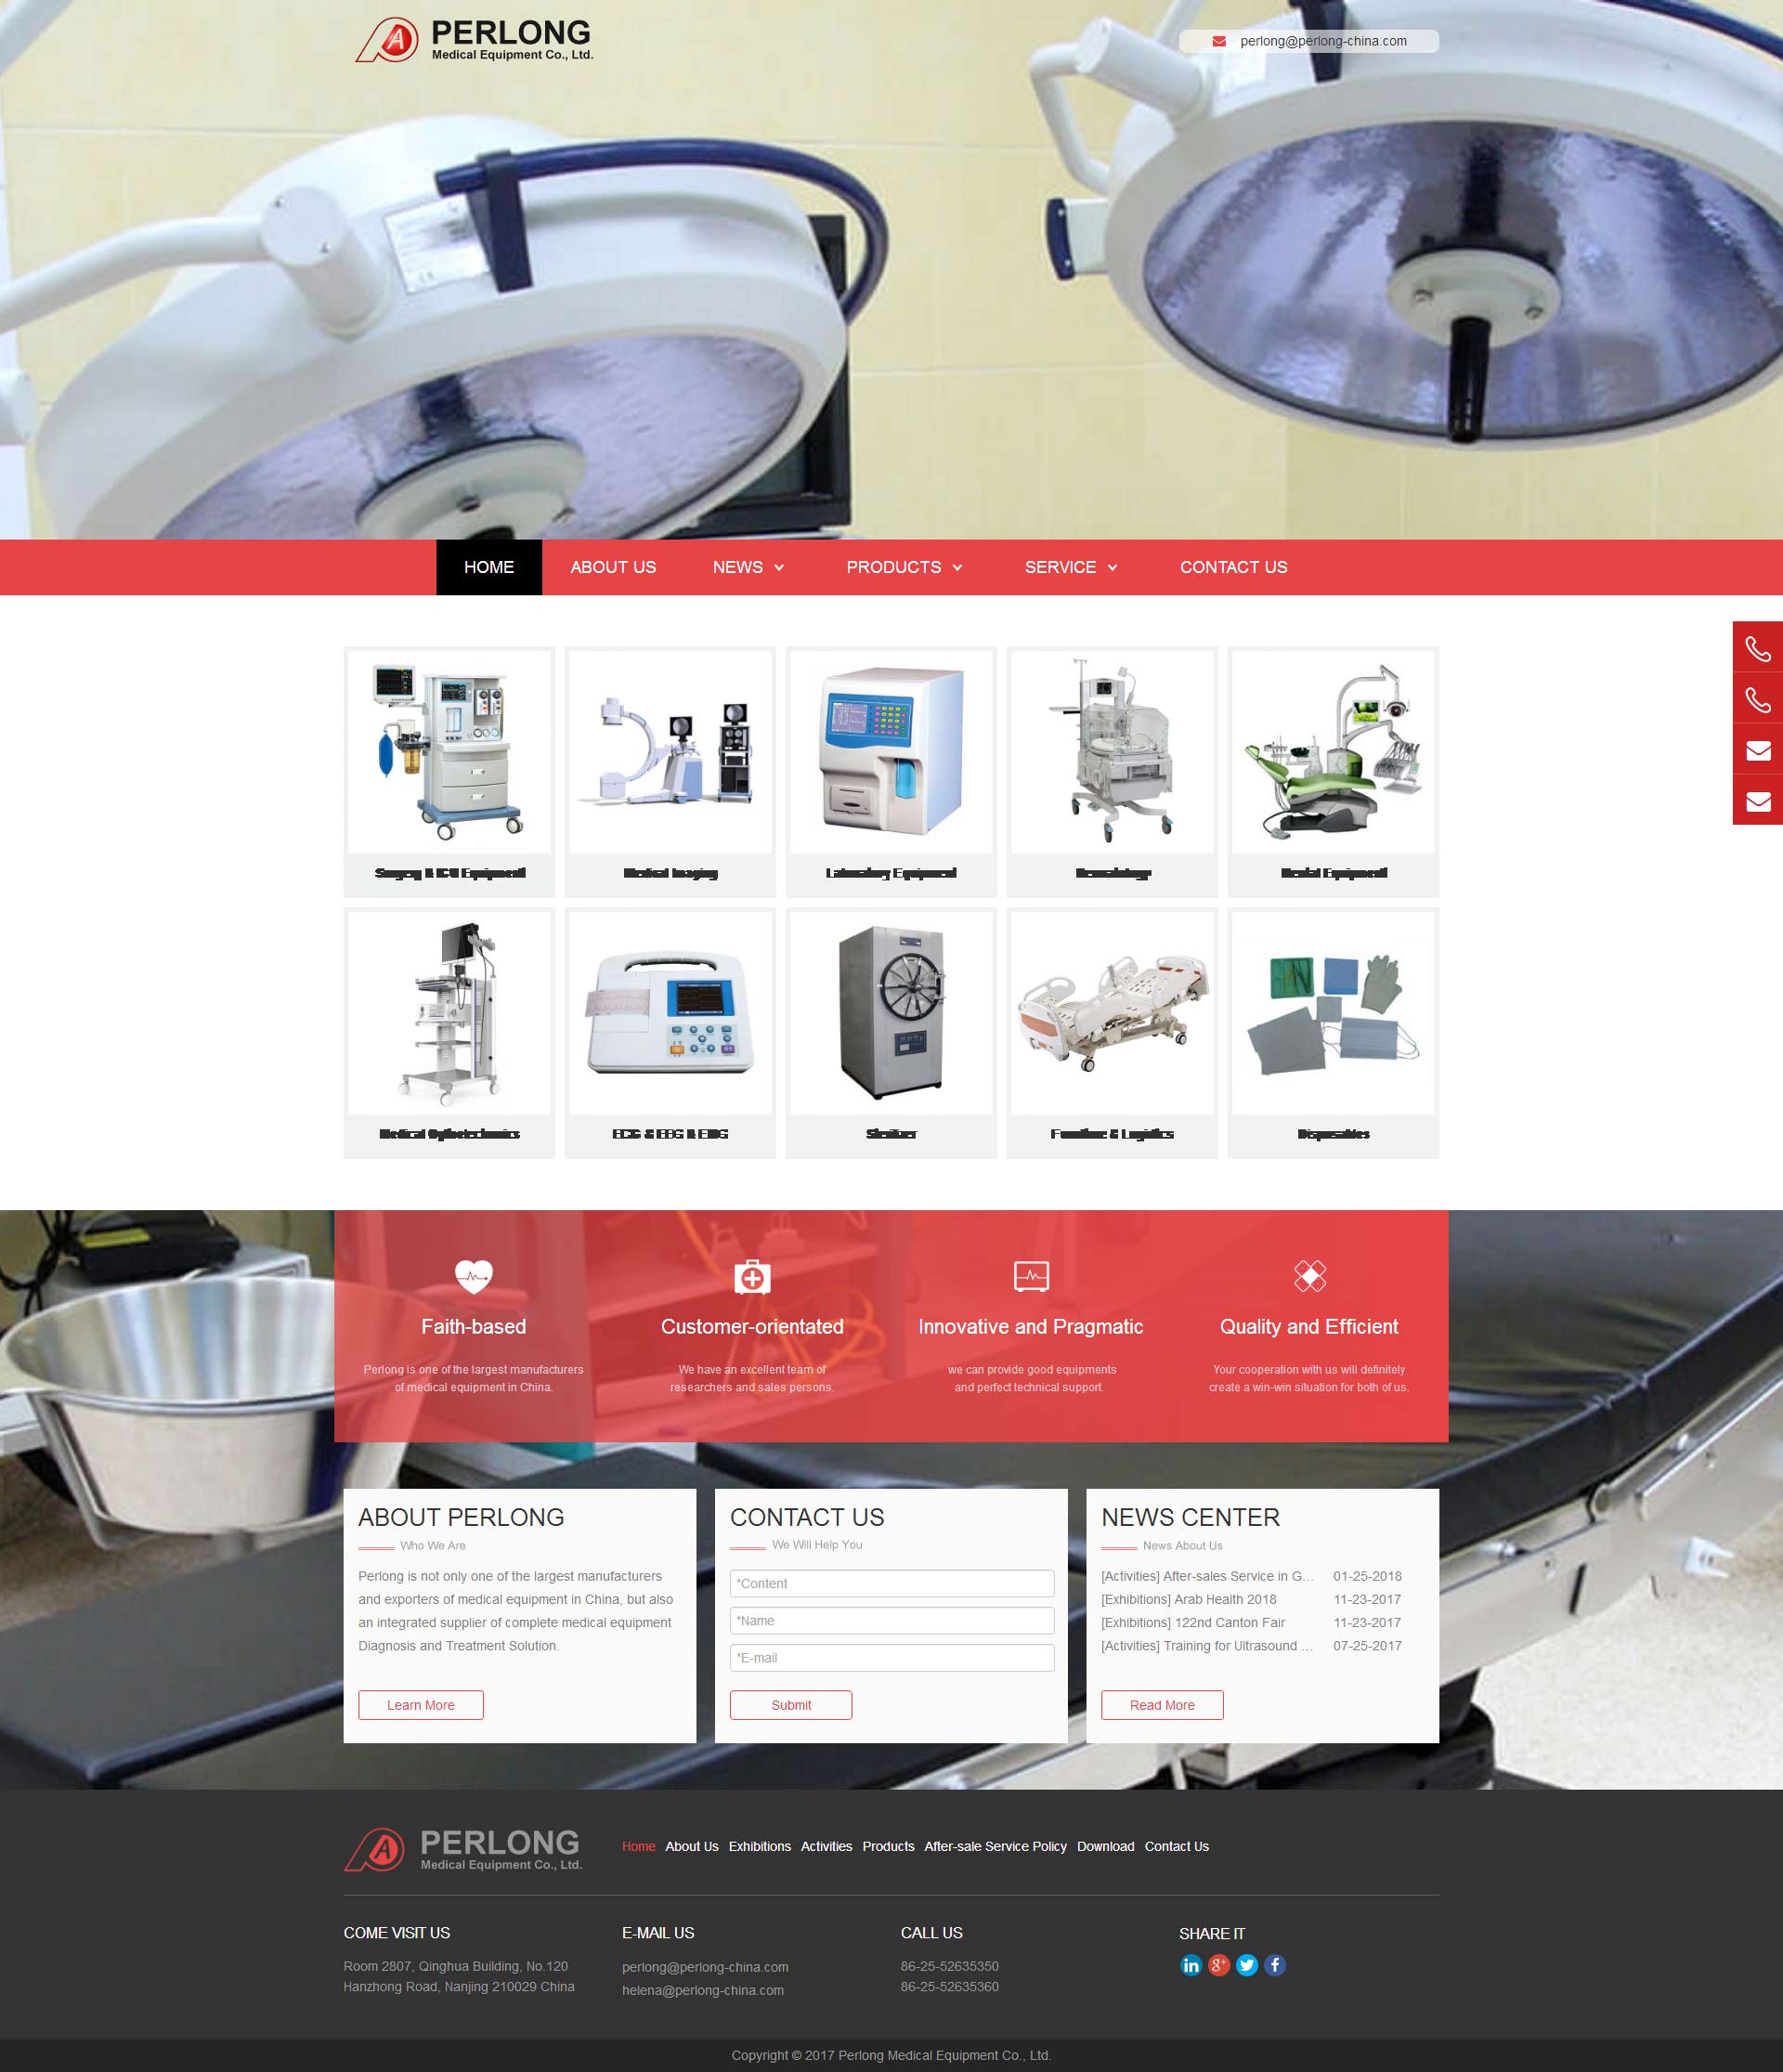 PERLONG
Medical Equipment Co., Ltd.
perlong@perlong-china.com
HOME
ABOUT US
NEWS
PRODUCTS
SERVICE
CONTACT US
Surgery & ICU Equipment
Medical Imaging
Laboratory Equipment
Neonatology
Dental Equipment
Medical Optoelectronics
ECG & EEG & EMG
Sterilizer
Furniture & Logistics
Disposables
Faith-based
Perlong is one of the largest manufacturers
of medical equipment in China.
Customer-orientated
We have an excellent team of
researchers and sales persons.
Innovative and Pragmatic
we can provide good equipments
and perfect technical support.
Quality and Efficient
Your cooperation with us will definitely
create a win-win situation for both of us.
ABOUT PERLONG
Who We Are
Perlong is not only one of the largest manufacturers
and exporters of medical equipment in China, but also
an integrated supplier of complete medical equipment
Diagnosis and Treatment Solution.
Learn More
CONTACT US
We Will Help You
*Content
*Name
*E-mail
Submit
NEWS CENTER
News About Us
[Activities] After-sales Service in G... 01-25-2018
[Exhibitions] Arab Health 2018 11-23-2017
[Exhibitions] 122nd Canton Fair 11-23-2017
[Activities] Training for Ultrasound ... 07-25-2017
Read More
PERLONG
Medical Equipment Co., Ltd.
Home About Us Exhibitions Activities Products After-sale Service Policy Download Contact Us
COME VISIT US
Room 2807, Qinghua Building, No.120
Hanzhong Road, Nanjing 210029 China
E-MAIL US
perlong@perlong-china.com
helena@perlong-china.com
CALL US
86-25-52635350
86-25-52635360
SHARE IT
Copyright © 2017 Perlong Medical Equipment Co., Ltd.